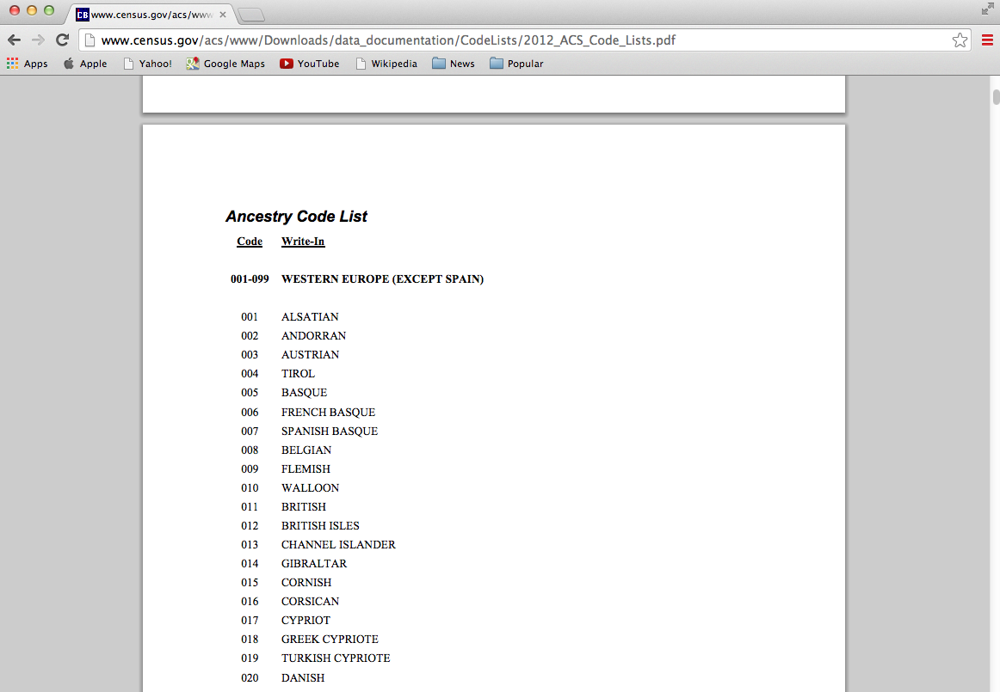 CB www.census.gov/acs/www
www.census.gov/acs/www/Downloads/data_documentation/CodeLists/2012_ACS_Code_Lists.pdf
Apps Apple Yahoo! Google Maps YouTube Wikipedia News Popular
Ancestry Code List
Code Write-In
001-099 WESTERN EUROPE (EXCEPT SPAIN)
001 ALSATIAN
002 ANDORRAN
003 AUSTRIAN
004 TIROL
005 BASQUE
006 FRENCH BASQUE
007 SPANISH BASQUE
008 BELGIAN
009 FLEMISH
010 WALLOON
011 BRITISH
012 BRITISH ISLES
013 CHANNEL ISLANDER
014 GIBRALTAR
015 CORNISH
016 CORSICAN
017 CYPRIOT
018 GREEK CYPRIOTE
019 TURKISH CYPRIOTE
020 DANISH